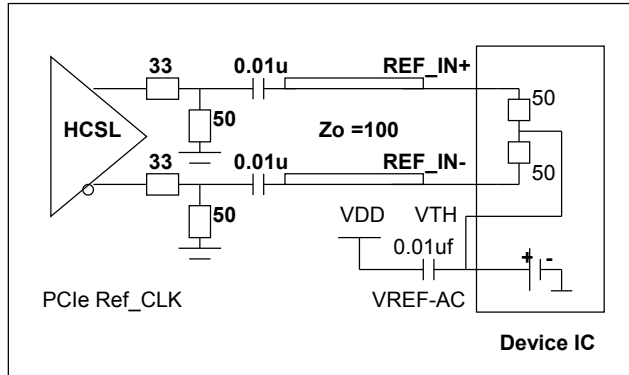 33
0.01u
REF_IN+
50
HCSL
50
Zo =100
33
0.01u
REF_IN-
50
50
VDD
VTH
0.01uf
+ -
PCIe Ref_CLK
VREF-AC
Device IC